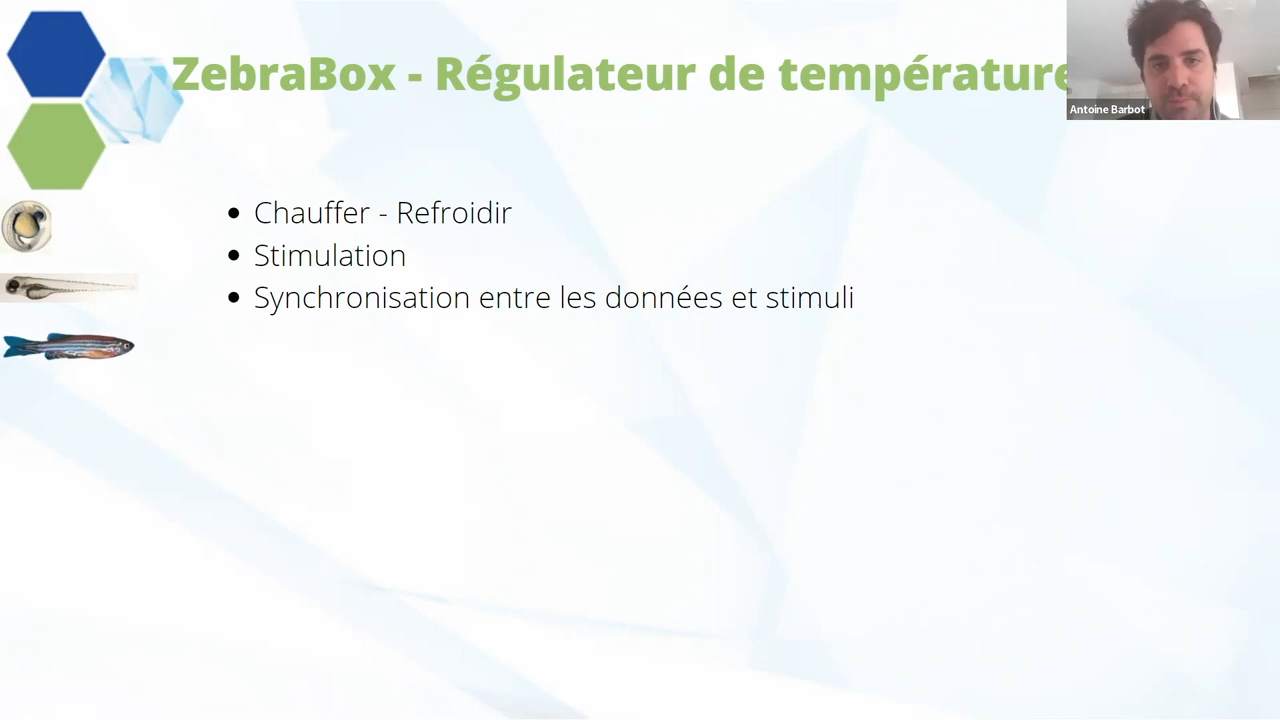 ZebraBox - Régulateur de température
Antoine Barbot
Chauffer - Refroidir
Stimulation
Synchronisation entre les données et stimuli